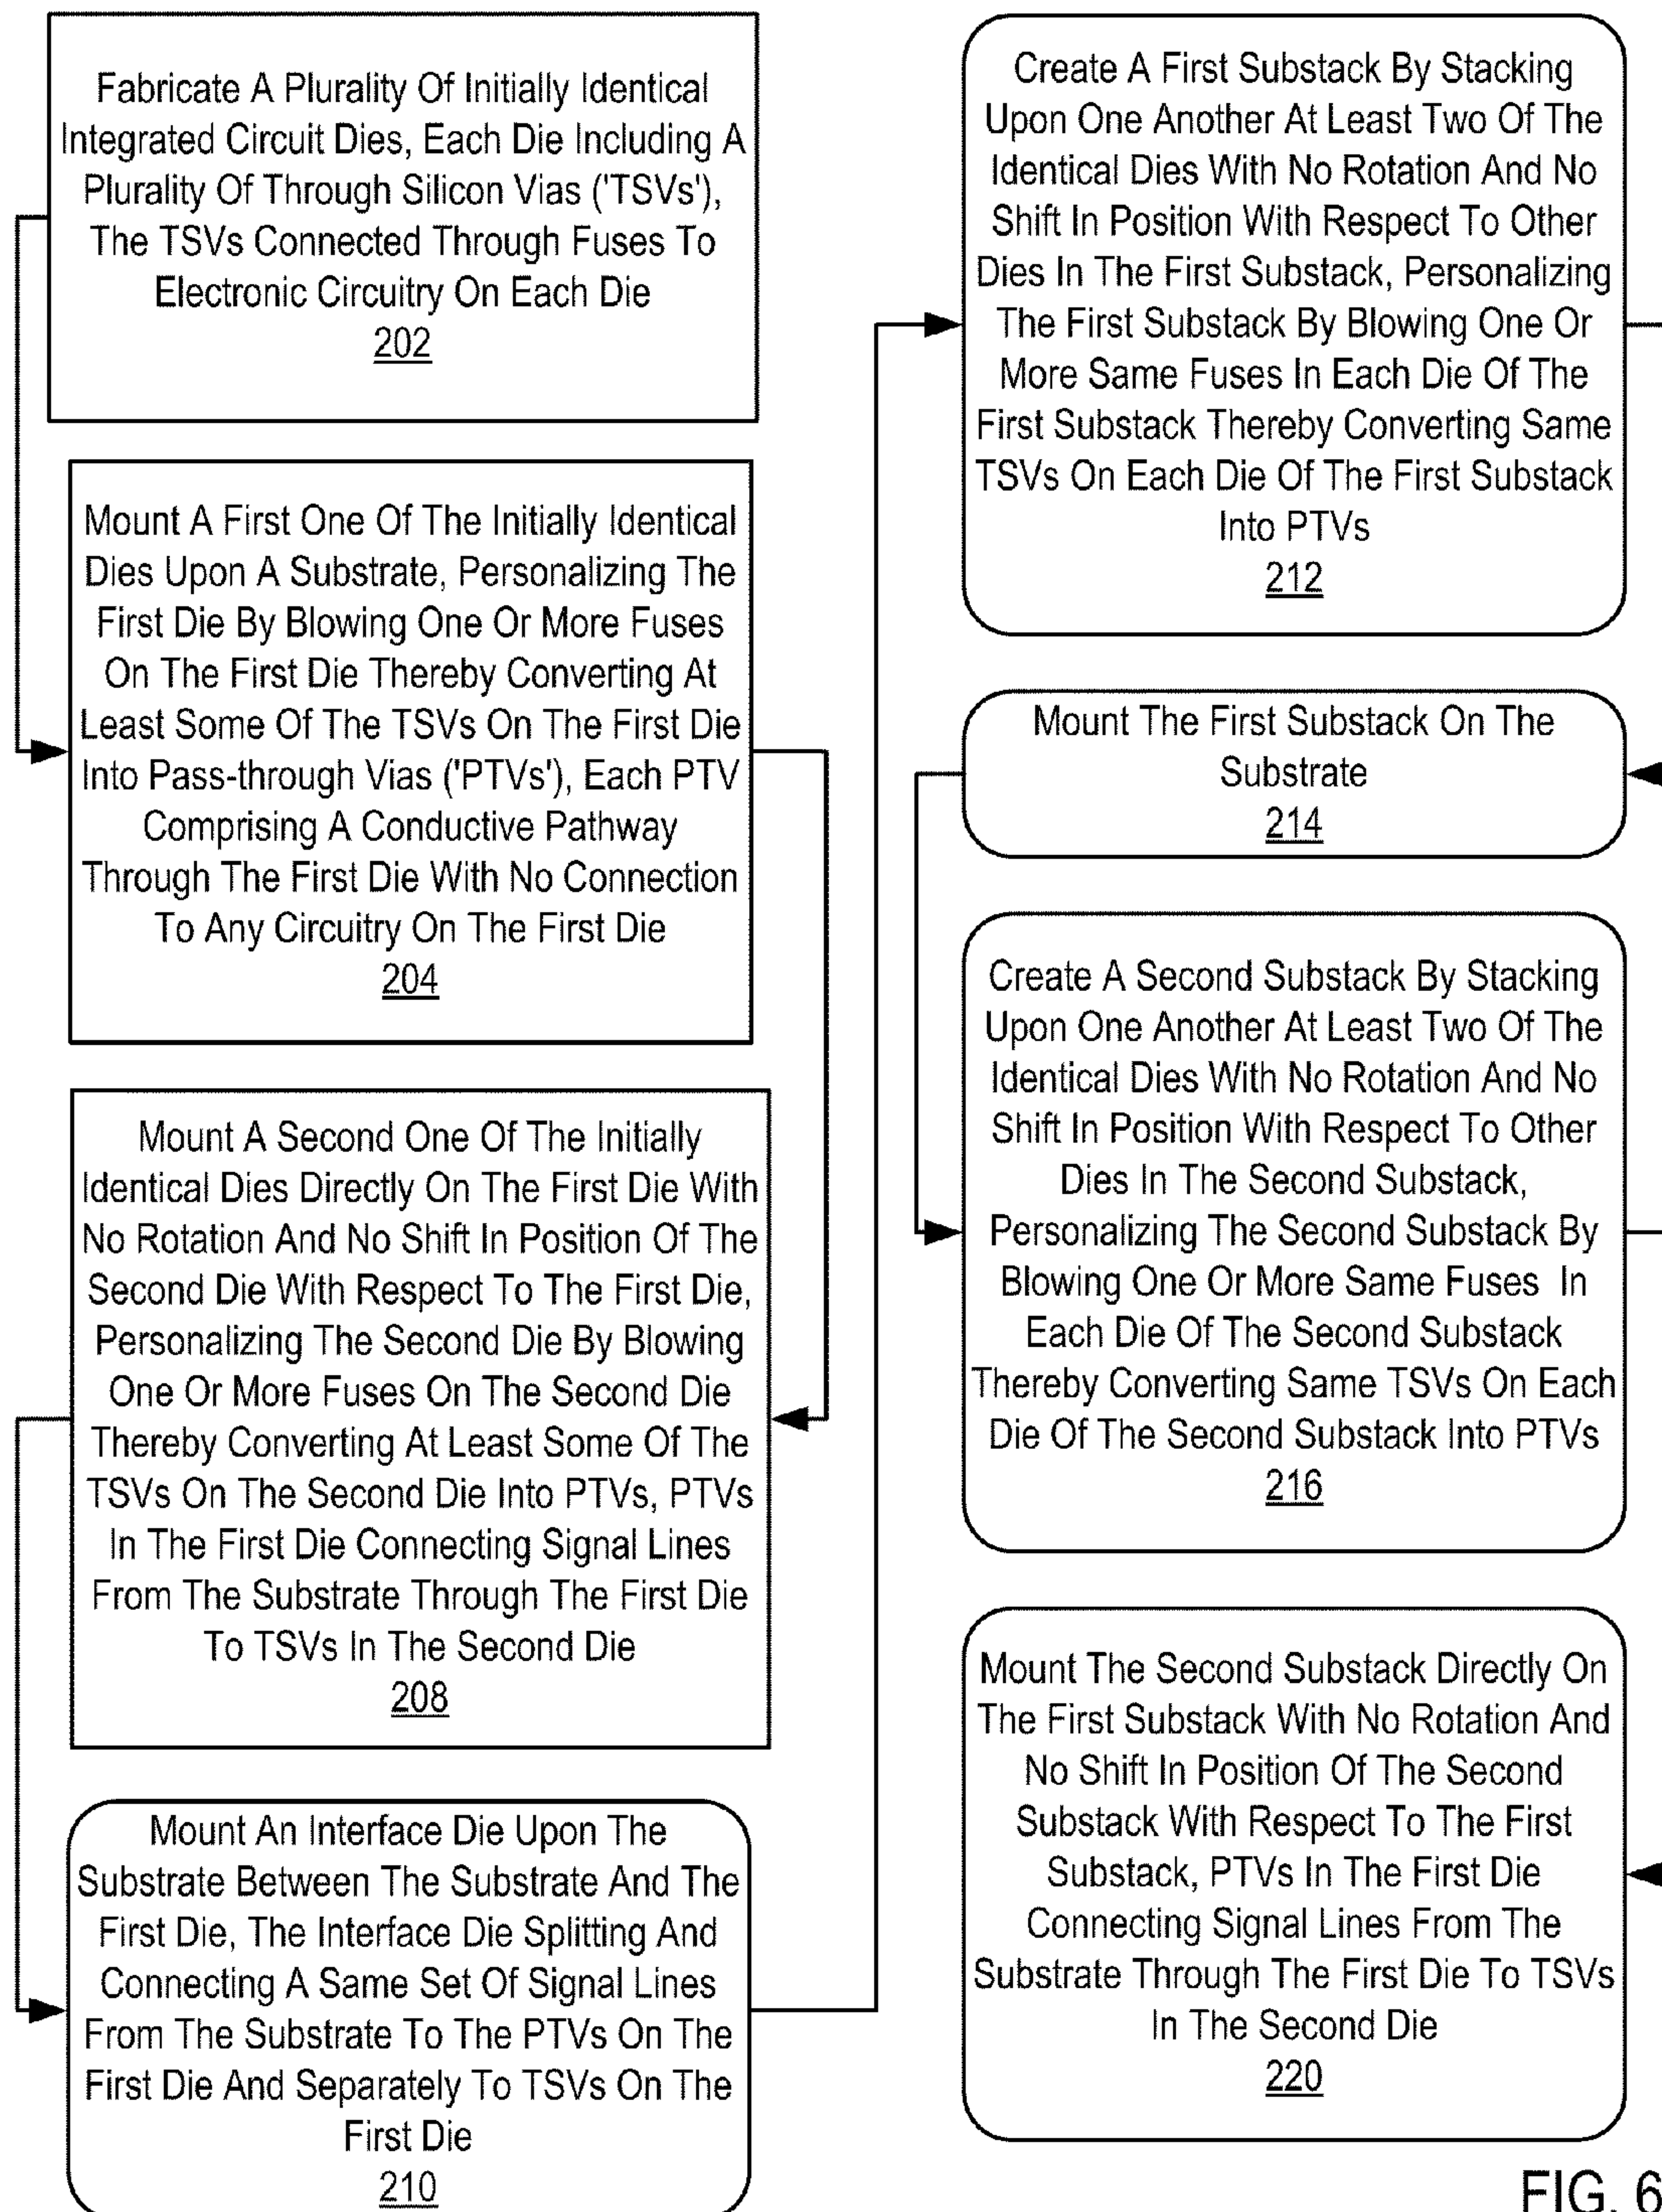 Fabricate A Plurality Of Initially Identical
Integrated Circuit Dies, Each Die Including A
Plurality Of Through Silicon Vias ('TSVs'),
The TSVs Connected Through Fuses To
Electronic Circuitry On Each Die
202
Mount A First One Of The Initially Identical
Dies Upon A Substrate, Personalizing The
First Die By Blowing One Or More Fuses
On The First Die Thereby Converting At
Least Some Of The TSVs On The First Die
Into Pass-through Vias ('PTVs'), Each PTV
Comprising A Conductive Pathway
Through The First Die With No Connection
To Any Circuitry On The First Die
204
Mount A Second One Of The Initially
Identical Dies Directly On The First Die With
No Rotation And No Shift In Position Of The
Second Die With Respect To The First Die,
Personalizing The Second Die By Blowing
One Or More Fuses On The Second Die
Thereby Converting At Least Some Of The
TSVs On The Second Die Into PTVs, PTVs
In The First Die Connecting Signal Lines
From The Substrate Through The First Die
To TSVs In The Second Die
208
Mount An Interface Die Upon The
Substrate Between The Substrate And The
First Die, The Interface Die Splitting And
Connecting A Same Set Of Signal Lines
From The Substrate To The PTVs On The
First Die And Separately To TSVs On The
First Die
210
Create A First Substack By Stacking
Upon One Another At Least Two Of The
Identical Dies With No Rotation And No
Shift In Position With Respect To Other
Dies In The First Substack, Personalizing
The First Substack By Blowing One Or
More Same Fuses In Each Die Of The
First Substack Thereby Converting Same
TSVs On Each Die Of The First Substack
Into PTVs
212
Mount The First Substack On The
Substrate
214
Create A Second Substack By Stacking
Upon One Another At Least Two Of The
Identical Dies With No Rotation And No
Shift In Position With Respect To Other
Dies In The Second Substack,
Personalizing The Second Substack By
Blowing One Or More Same Fuses In
Each Die Of The Second Substack
Thereby Converting Same TSVs On Each
Die Of The Second Substack Into PTVs
216
Mount The Second Substack Directly On
The First Substack With No Rotation And
No Shift In Position Of The Second
Substack With Respect To The First
Substack, PTVs In The First Die
Connecting Signal Lines From The
Substrate Through The First Die To TSVs
In The Second Die
220
FIG. 6